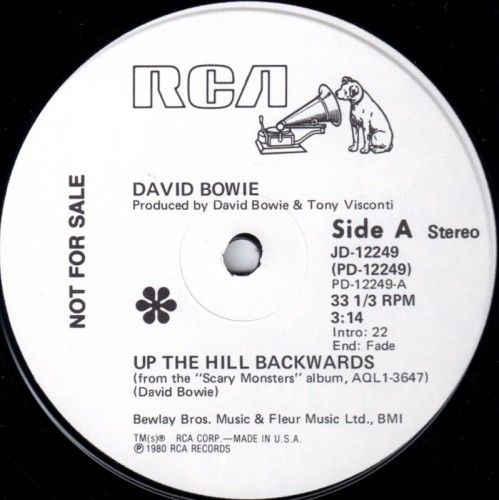 RCA
DAVID BOWIE
Produced by David Bowie & Tony Visconti
NOT FOR SALE
Side A Stereo
JD-12249
(PD-12249)
PD-12249-A
33 1/3 RPM
3:14
Intro: 22
End: Fade
UP THE HILL BACKWARDS
(from the "Scary Monsters" album, AQL1-3647)
(David Bowie)
Bewlay Bros. Music & Fleur Music Ltd., BMI
TM(s)® RCA CORP.—MADE IN U.S.A.
℗1980 RCA RECORDS